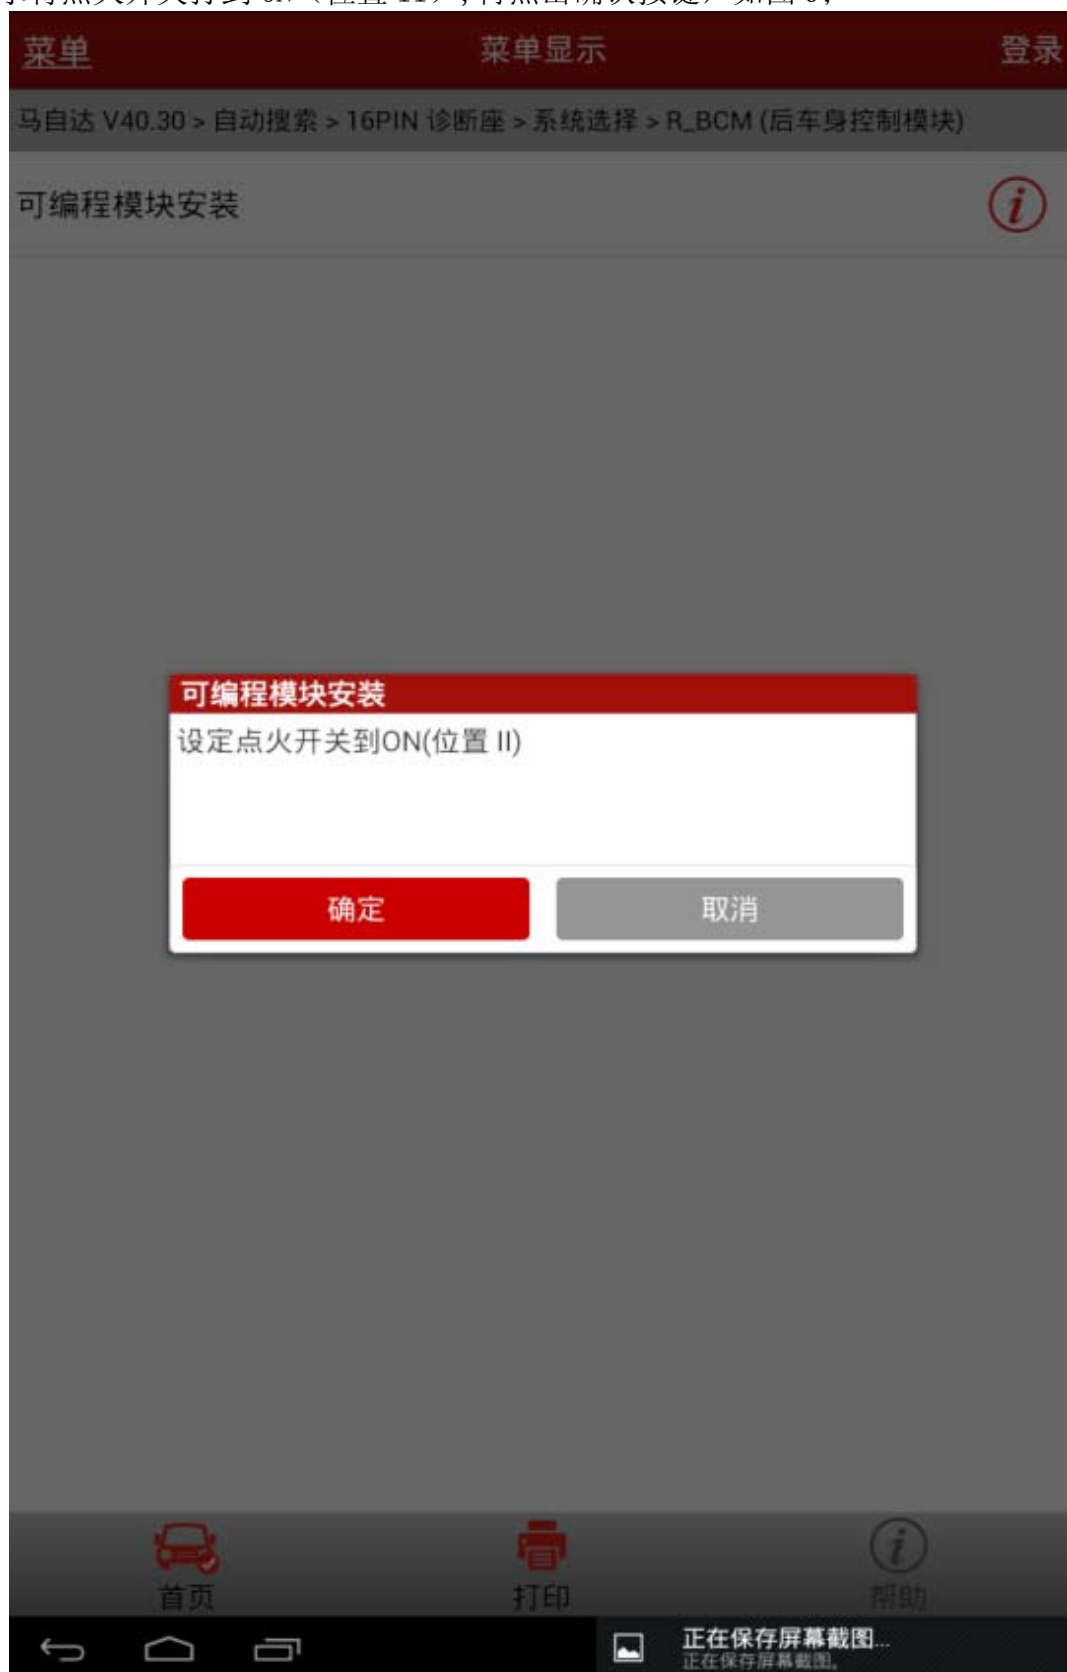 菜单 菜单显示 登录
马自达 V40.30 > 自动搜索 > 16PIN 诊断座 > 系统选择 > R_BCM (后车身控制模块)
可编程模块安装
可编程模块安装
设定点火开关到ON(位置 II)
确定 取消
首页 打印 帮助
正在保存屏幕截图...
正在保存屏幕截图。